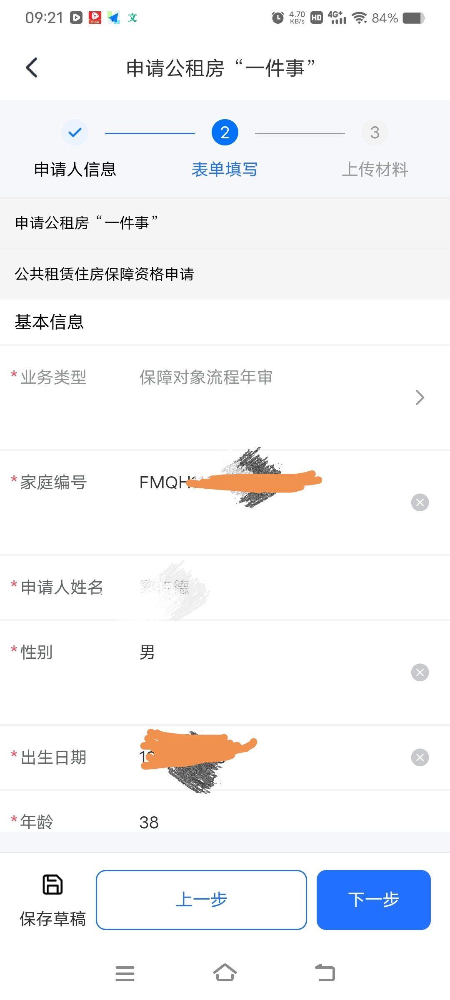 09:21
文
4.70
KB/s
HD
4G+
84%
申请公租房“一件事”
2
3
申请人信息
表单填写
上传材料
申请公租房“一件事”
公共租赁住房保障资格申请
基本信息
*业务类型
保障对象流程年审
*家庭编号
FMQH
*申请人姓名
*性别
男
*出生日期
*年龄
38
保存草稿
上一步
下一步